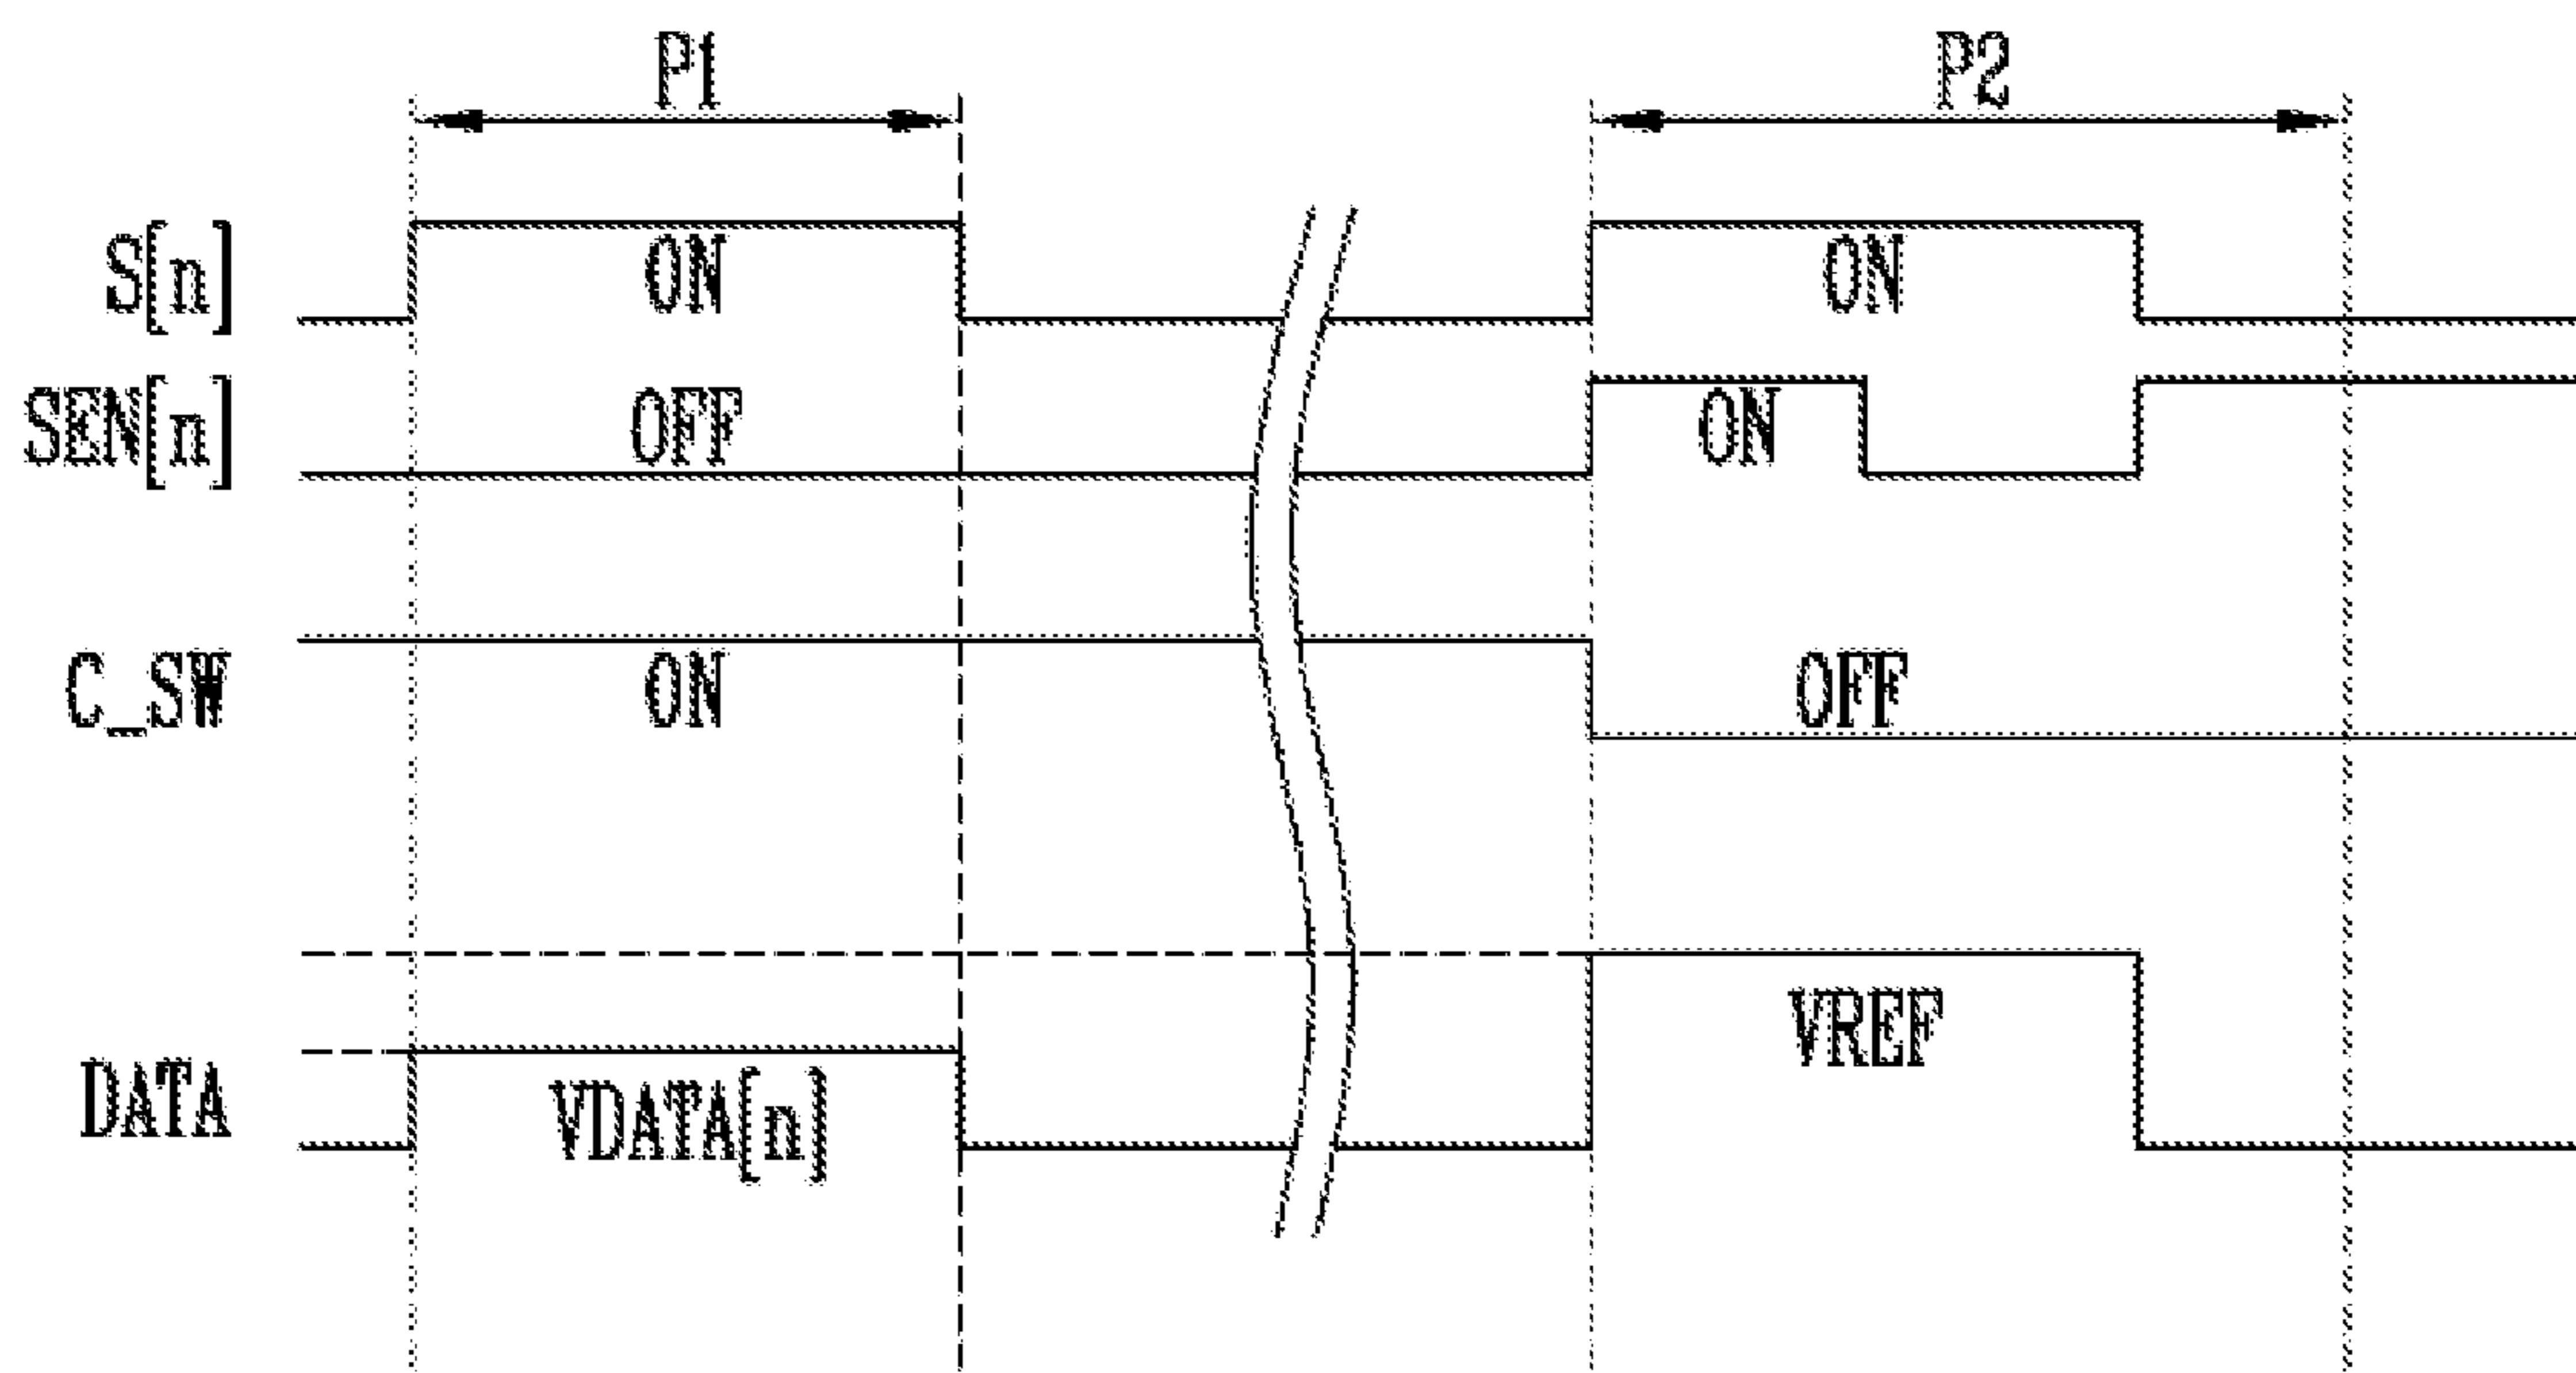 P1 P2
S[n] ON ON
SEN[n] OFF ON
C_SW ON OFF
DATA VDATA[n] VREF